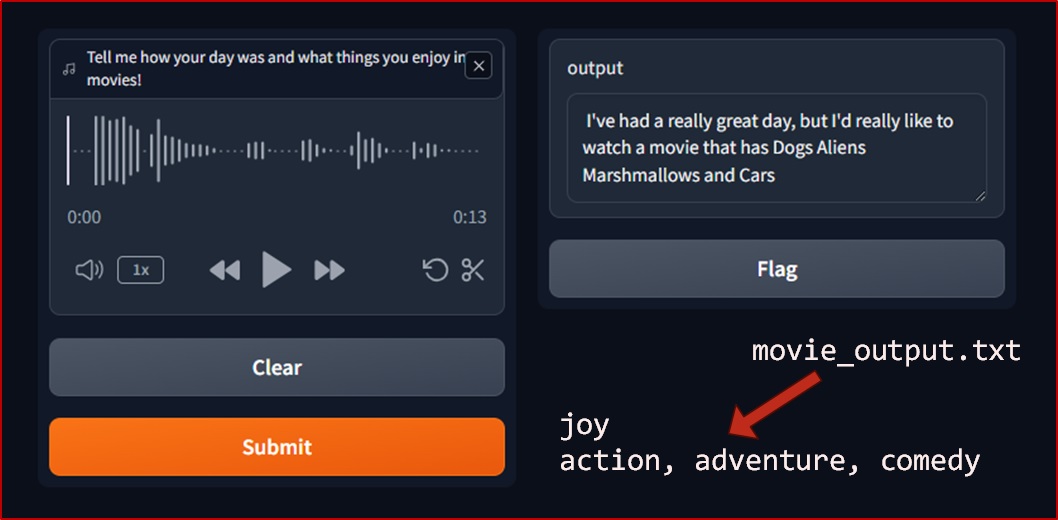 Tell me how your day was and what things you enjoy in
movies!
0:00
0:13
1x
Clear
Submit
output
I've had a really great day, but I'd really like to
watch a movie that has Dogs Aliens
Marshmallows and Cars
Flag
movie_output.txt
joy
action, adventure, comedy